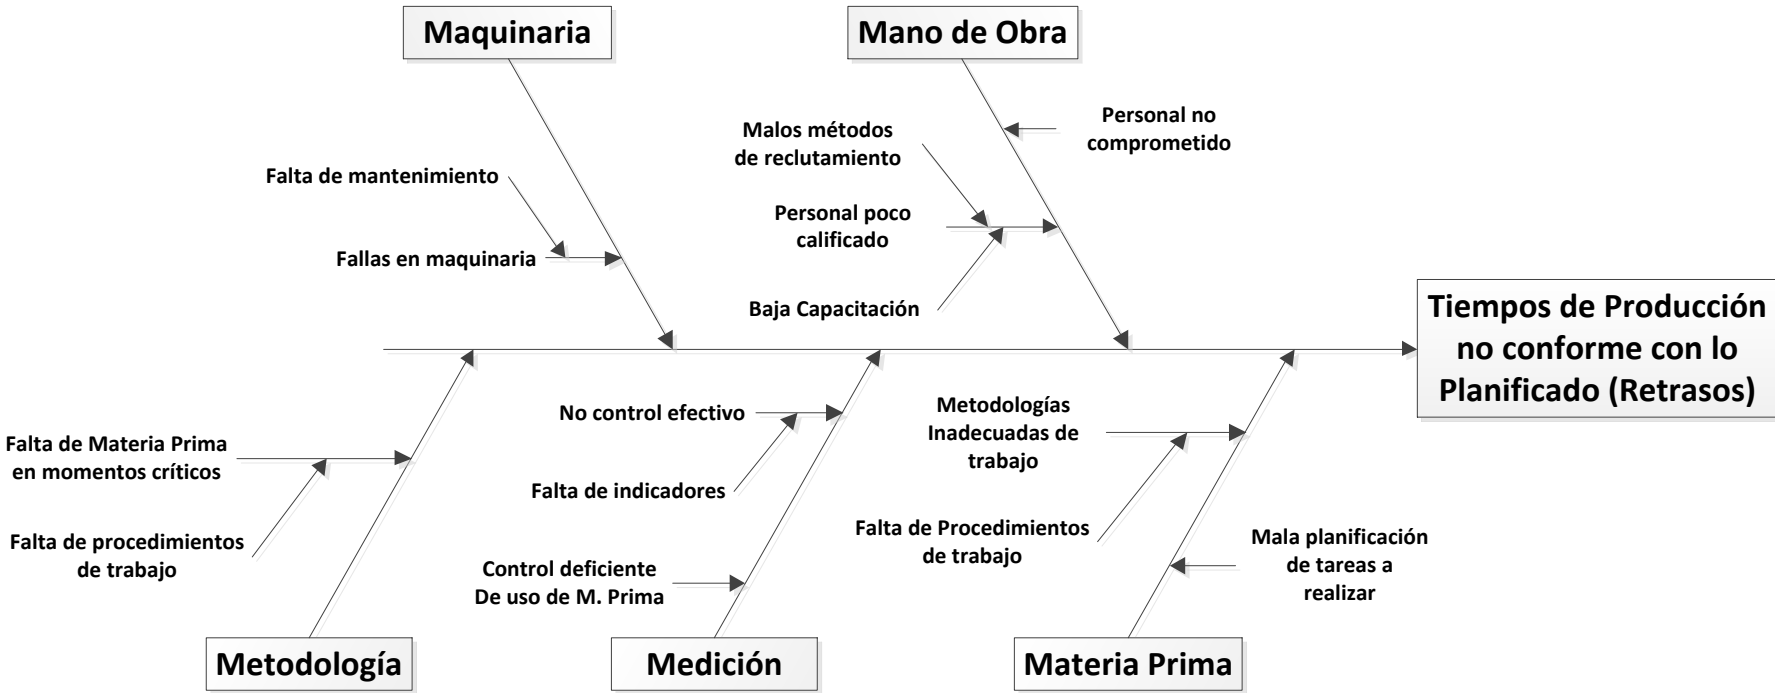 Maquinaria
Mano de Obra
Personal no
comprometido
Malos métodos
de reclutamiento
Falta de mantenimiento
Personal poco
calificado
Fallas en maquinaria
Baja Capacitación
Tiempos de Producción
no conforme con lo
Planificado (Retrasos)
No control efectivo
Metodologías
Inadecuadas de
trabajo
Falta de Materia Prima
en momentos críticos
Falta de indicadores
Falta de Procedimientos
de trabajo
Falta de procedimientos
de trabajo
Mala planificación
de tareas a
realizar
Control deficiente
De uso de M. Prima
Metodología
Medición
Materia Prima